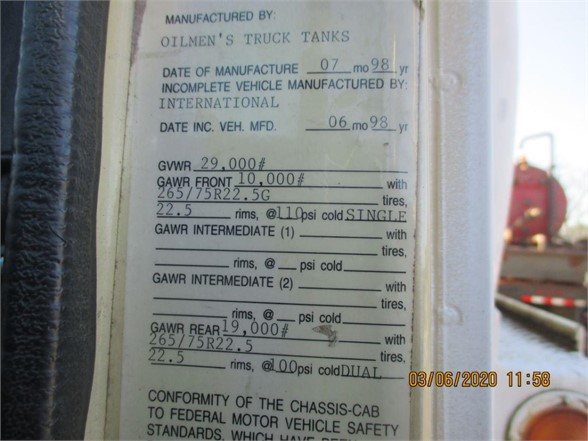 MANUFACTURED BY:
OILMEN'S TRUCK TANKS
DATE OF MANUFACTURE 07 mo 98 yr
INCOMPLETE VEHICLE MANUFACTURED BY:
INTERNATIONAL
DATE INC. VEH. MFD. 06 mo 98 yr
GVWR 29,000#
GAWR FRONT 10,000# with
265/75R22.5G tires,
22.5 rims, @ 110 psi cold SINGLE
GAWR INTERMEDIATE (1) with
tires,
rims, @ psi cold
GAWR INTERMEDIATE (2) with
tires,
rims, @ psi cold
GAWR REAR 19,000# with
265/75R22.5 tires,
22.5 rims, @ 100 psi cold DUAL
CONFORMITY OF THE CHASSIS-CAB
TO FEDERAL MOTOR VEHICLE SAFETY
STANDARDS, WHICH HAVE BEEN
03/06/2020 11:58